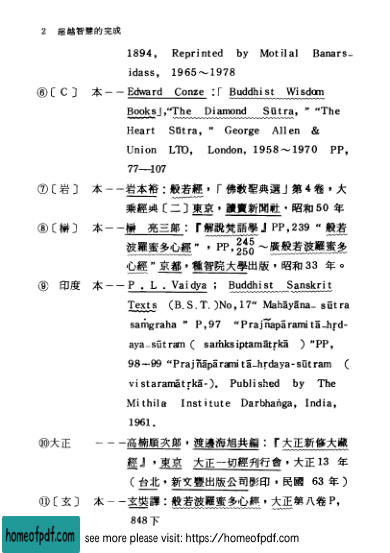 2 超越智慧的完成
1894, Reprinted by Motilal Banars-
idass, 1965～1978
⑥〔C〕 本－－Edward Conze:「Buddhist Wisdom
Books」,“The Diamond Sūtra,” “The
Heart Sūtra,” George Allen &
Union LTO, London, 1958～1970 PP,
77—107
⑦〔岩〕 本－－岩本裕：般若經，「佛敎聖典選」第4卷，大
乘經典〔二〕東京，讀賣新聞社，昭和50年
⑧〔榊〕 本－－榊 亮三郎：『解説梵語學』PP,239“般若
波羅蜜多心經”，PP,245/250～廣般若波羅蜜多
心經”京都，種智院大學出版，昭和33年。
⑨ 印度 本－－P.L.Vaidya; Buddhist Sanskrit
Texts (B.S.T.)No,17“Mahāyāna-sūtra
saṁgraha” P,97 “Prajñāpāramitā-hṛd-
aya-sūtram( saṁksiptamātṛkā )”PP,
98—99“Prajñāpāramitā-hṛdaya-sūtram (
vistaramātṛkā-). Published by The
Mithila Institute Darbhaṅga, India,
1961.
⑩大正 －－－高楠順次郎，渡邊海旭共編：『大正新修大藏
經』，東京 大正一切經刋行會，大正13年
（台北，新文豐出版公司影印，民國 63年）
⑪〔玄〕 本－－玄奘譯：般若波羅蜜多心經，大正第八卷P,
848下
homeofpdf.com see more please visit: https://homeofpdf.com